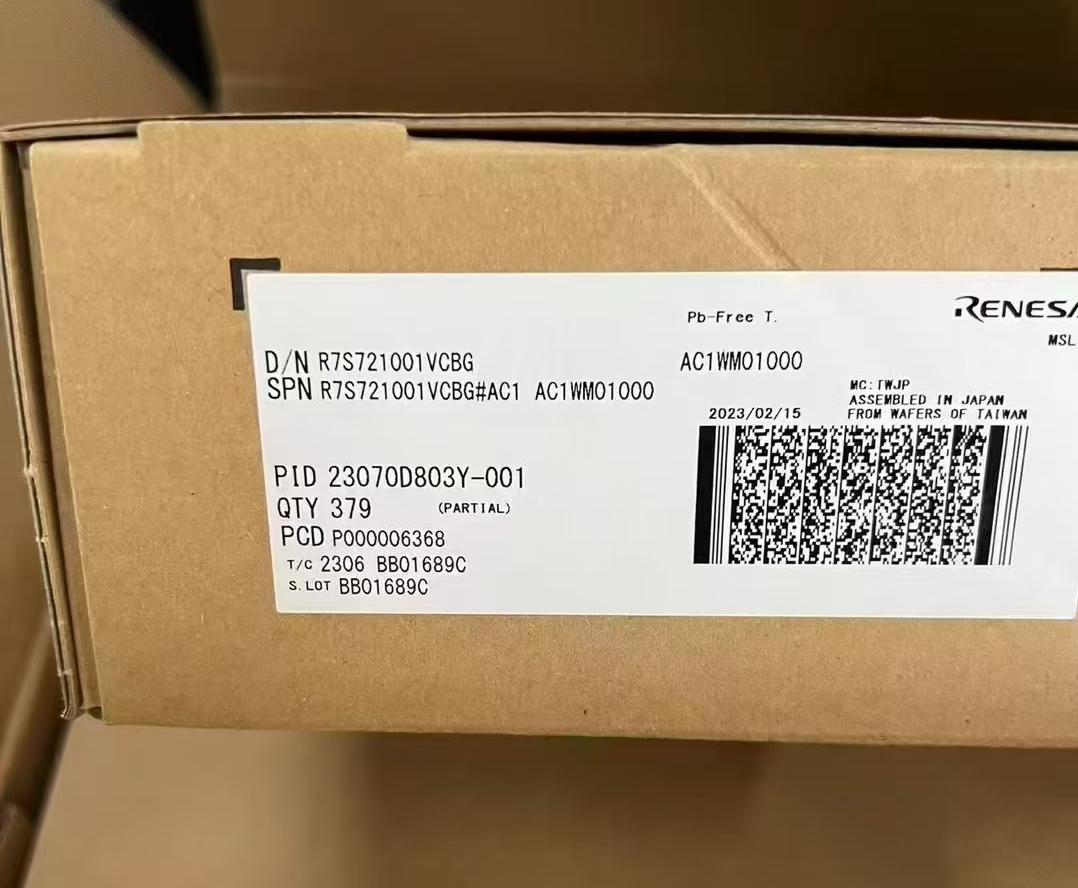 Pb-Free T.
RENESA
MSL
D/N R7S721001VCBG
AC1WM01000
SPN R7S721001VCBG#AC1 AC1WM01000
MC:TWJP
ASSEMBLED IN JAPAN
2023/02/15
FROM WAFERS OF TAIWAN
PID 23070D803Y-001
QTY 379 (PARTIAL)
PCD P000006368
T/C 2306 BB01689C
S.LOT BB01689C